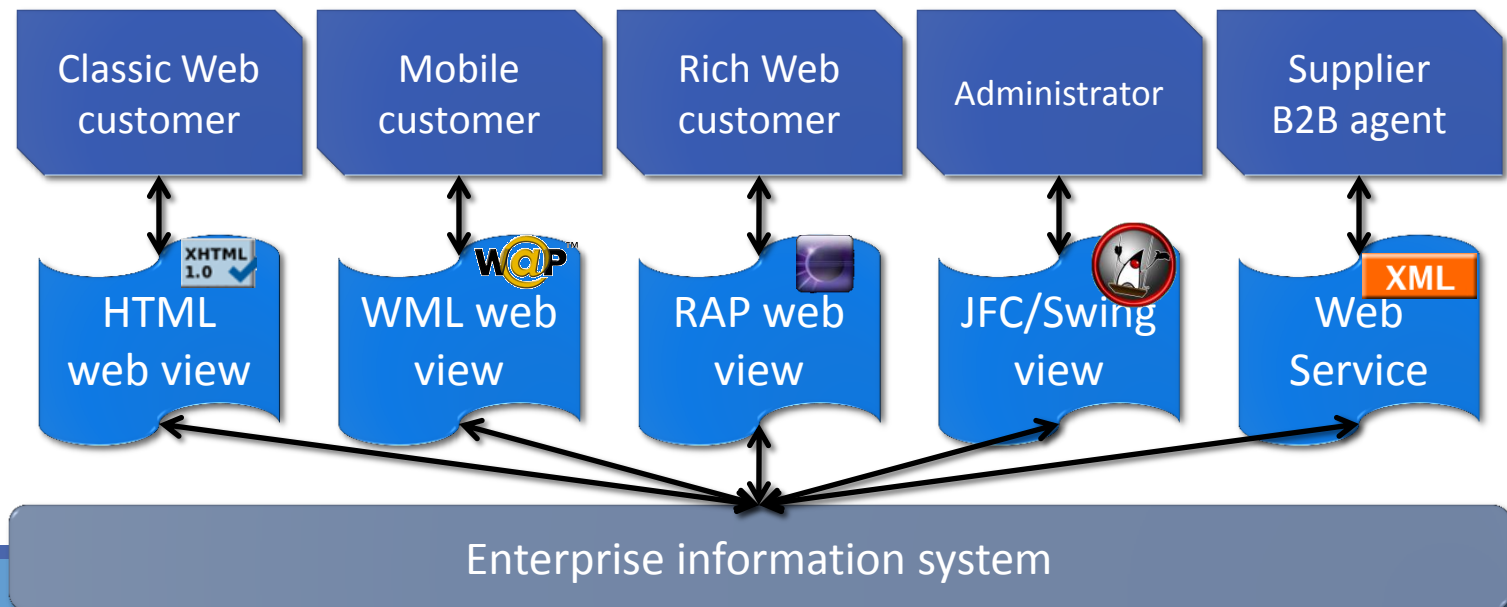 Classic Web
customer
Mobile
customer
Rich Web
customer
Administrator
Supplier
B2B agent
XHTML
1.0
HTML
web view
W@P™
WML web
view
RAP web
view
JFC/Swing
view
XML
Web
Service
Enterprise information system